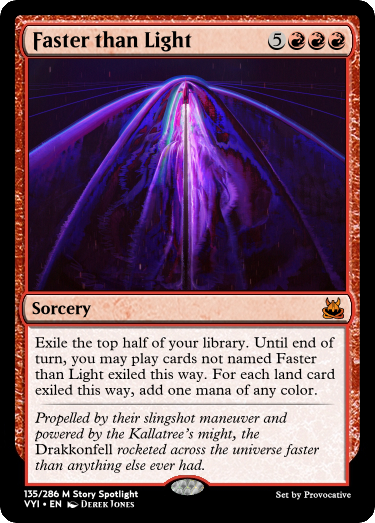 Faster than Light 5
Sorcery
Exile the top half of your library. Until end of
turn, you may play cards not named Faster
than Light exiled this way. For each land card
exiled this way, add one mana of any color.
Propelled by their slingshot maneuver and
powered by the Kallatree's might, the
Drakkonfell rocketed across the universe faster
than anything else ever had.
135/286 M Story Spotlight
VYI • EN Derek Jones
Set by Provocative